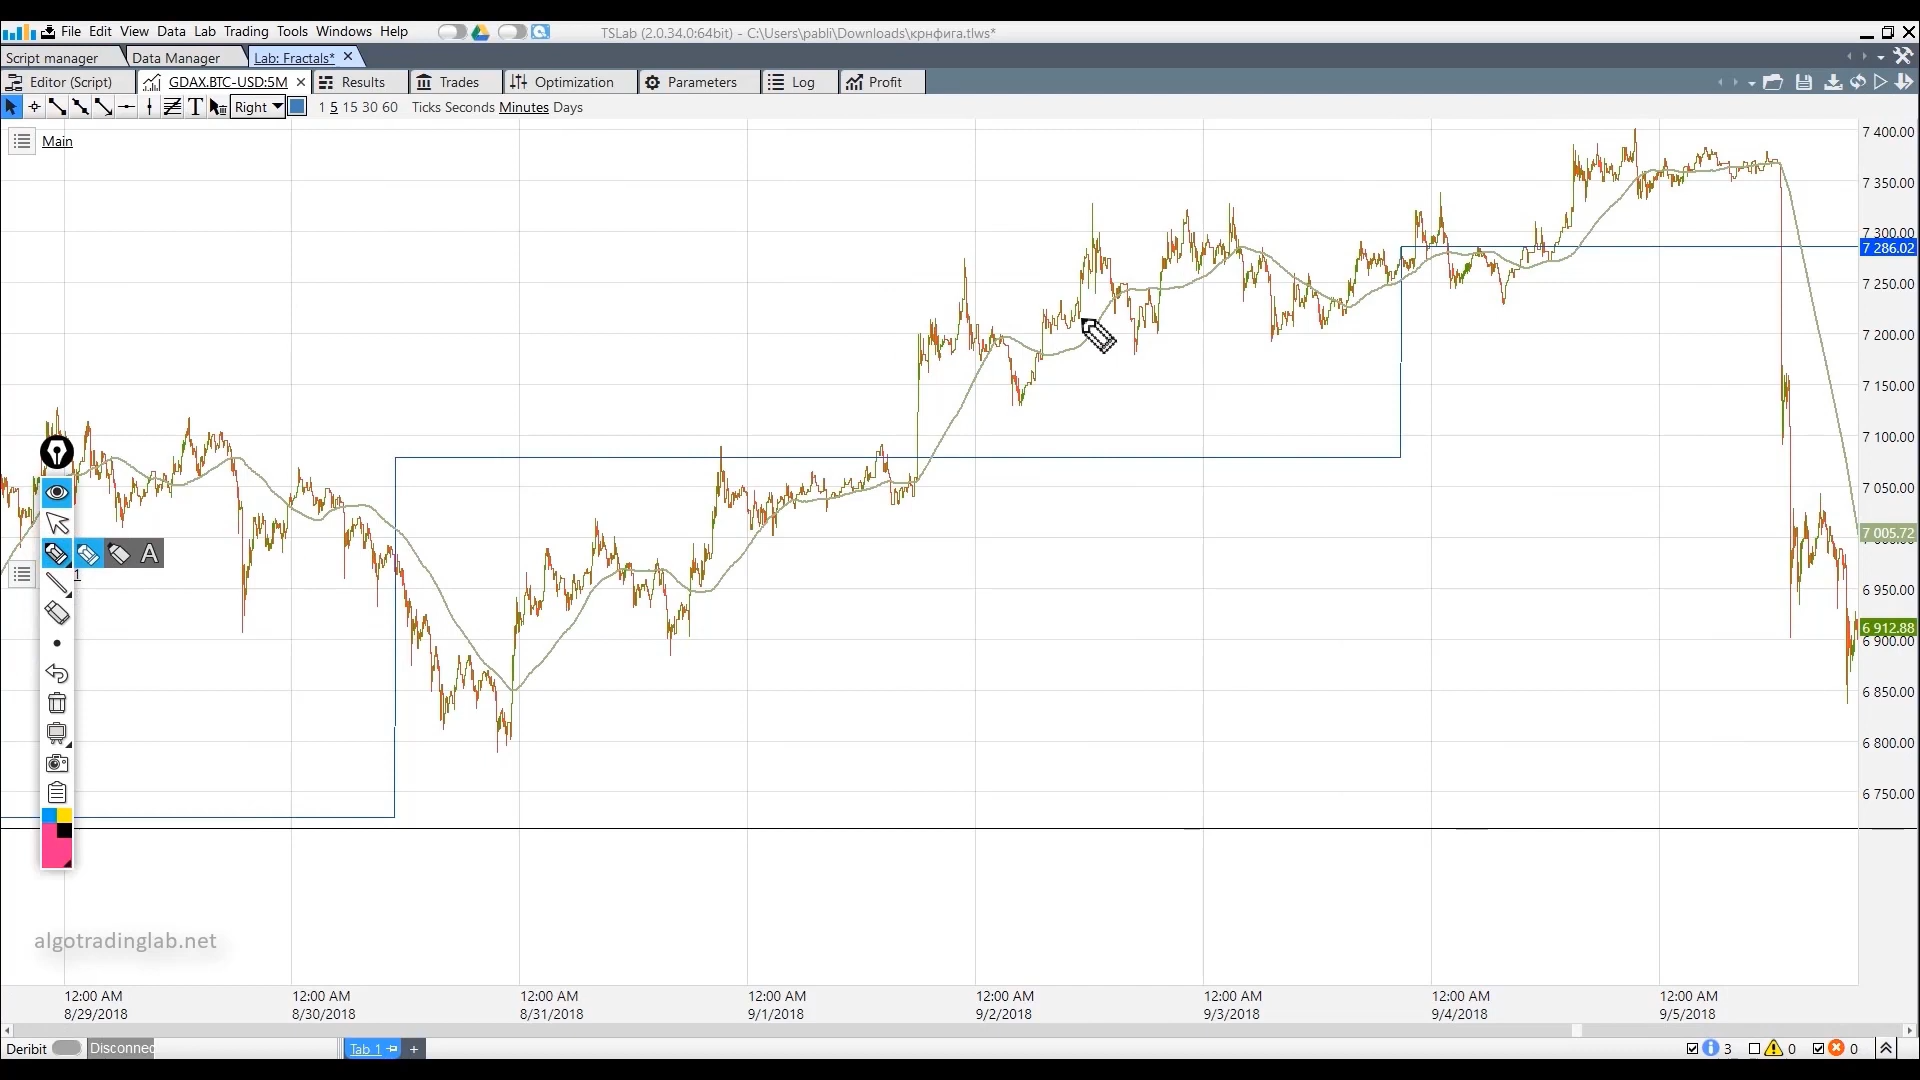 File Edit View Data Lab Trading Tools Windows Help
TSLab (2.0.34.0:64bit) - C:\Users\pabli\Downloads\крнфига.tlws*
Script manager Data Manager Lab: Fractals*
Editor (Script) GDAX.BTC-USD:5M Results Trades Optimization Parameters Log Profit
T Right 1 5 15 30 60 Ticks Seconds Minutes Days
Main
7 400.00
7 350.00
7 300.00
7 286.02
7 250.00
7 200.00
7 150.00
7 100.00
7 050.00
7 005.72
6 950.00
6 912.88
6 900.00
6 850.00
6 800.00
6 750.00
A
1
algotradinglab.net
12:00 AM 12:00 AM 12:00 AM 12:00 AM 12:00 AM 12:00 AM 12:00 AM 12:00 AM
8/29/2018 8/30/2018 8/31/2018 9/1/2018 9/2/2018 9/3/2018 9/4/2018 9/5/2018
Deribit Disconnec Tab 1 + 3 0 0